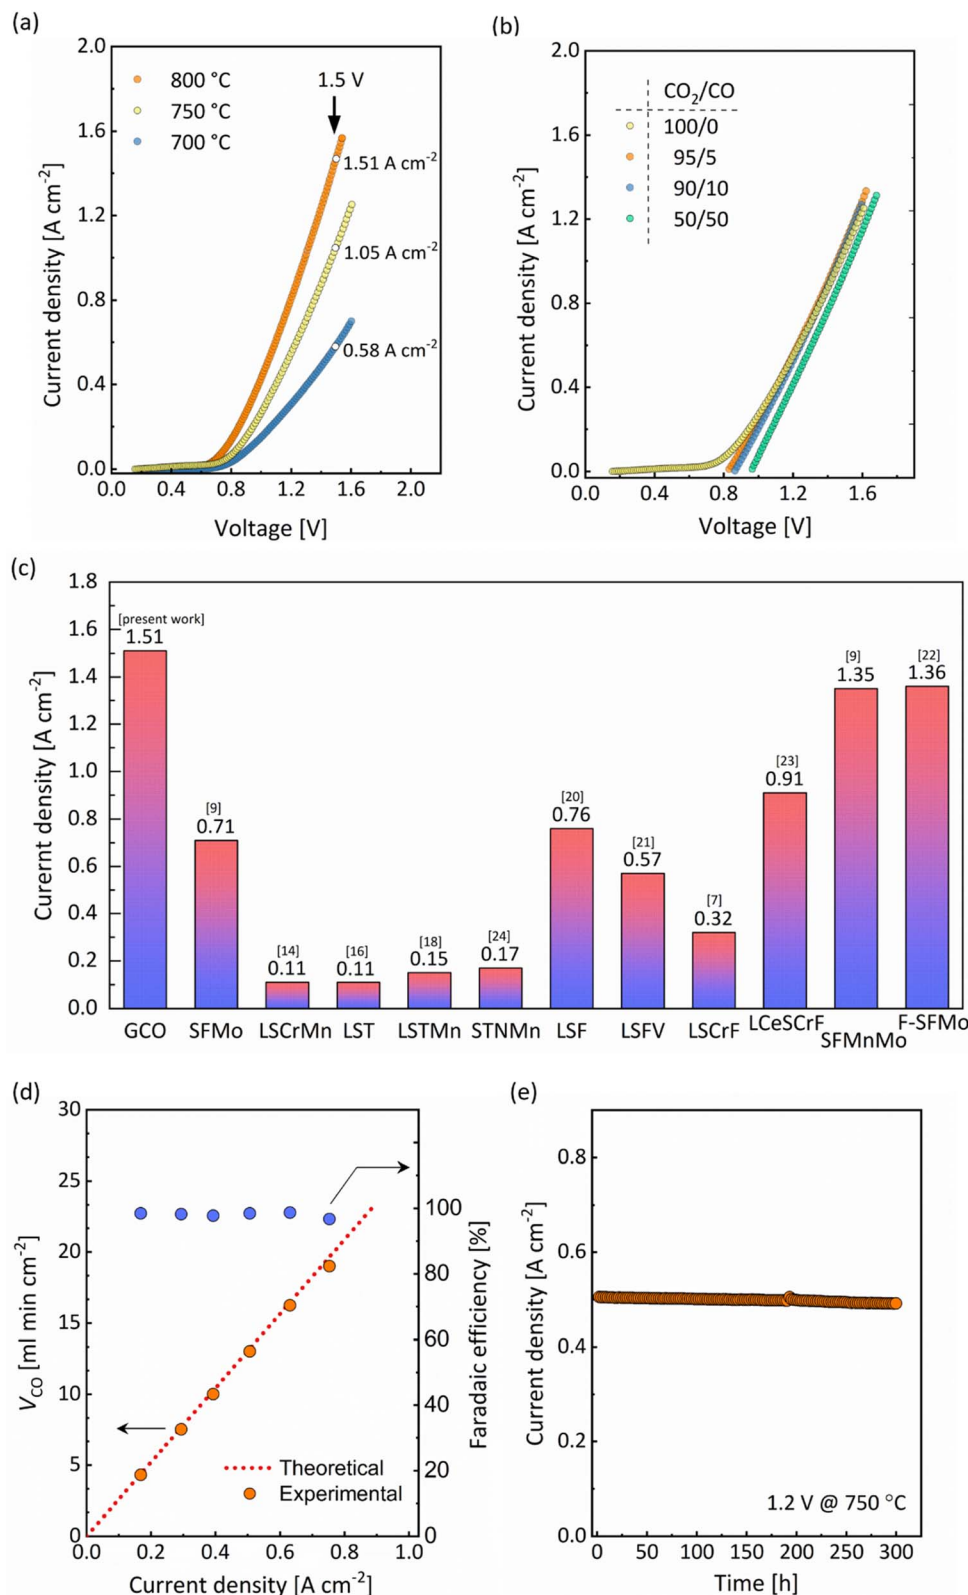 (a)
2.0
1.6
1.2
0.8
0.4
0.0
Current density [A cm-2]
800 °C
750 °C
700 °C
1.5 V
1.51 A cm-2
1.05 A cm-2
0.58 A cm-2
0.0 0.4 0.8 1.2 1.6 2.0
Voltage [V]
(b)
2.0
1.6
1.2
0.8
0.4
0.0
Current density [A cm-2]
CO2/CO
100/0
95/5
90/10
50/50
0.0 0.4 0.8 1.2 1.6
Voltage [V]
(c)
1.8
1.6
1.4
1.2
1.0
0.8
0.6
0.4
0.2
0.0
Curernt density [A cm-2]
[present work]
1.51
[9]
0.71
[14]
0.11
[16]
0.11
[18]
0.15
[24]
0.17
[20]
0.76
[21]
0.57
[7]
0.32
[23]
0.91
[9]
1.35
[22]
1.36
GCO SFMo LSCrMn LST LSTMn STNMn LSF LSFV LSCrF LCeSCrF SFMnMo F-SFMo
(d)
30
25
20
15
10
5
0
VCO [ml min cm-2]
100
80
60
40
20
0
Faradaic efficiency [%]
Theoretical
Experimental
0.0 0.2 0.4 0.6 0.8 1.0
Current density [A cm-2]
(e)
0.8
0.6
0.4
0.2
0.0
Current density [A cm-2]
1.2 V @ 750 °C
0 50 100 150 200 250 300
Time [h]